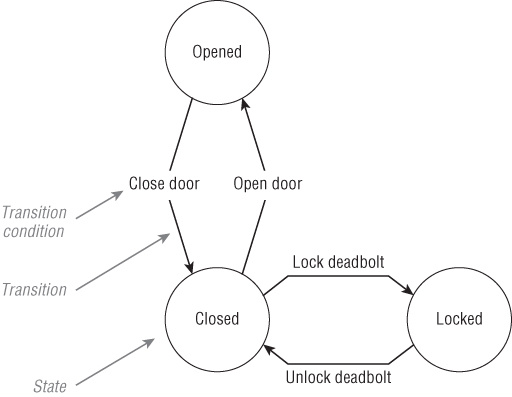 Opened
Close door
Open door
Transition
condition
Lock deadbolt
Transition
Closed
Locked
Unlock deadbolt
State